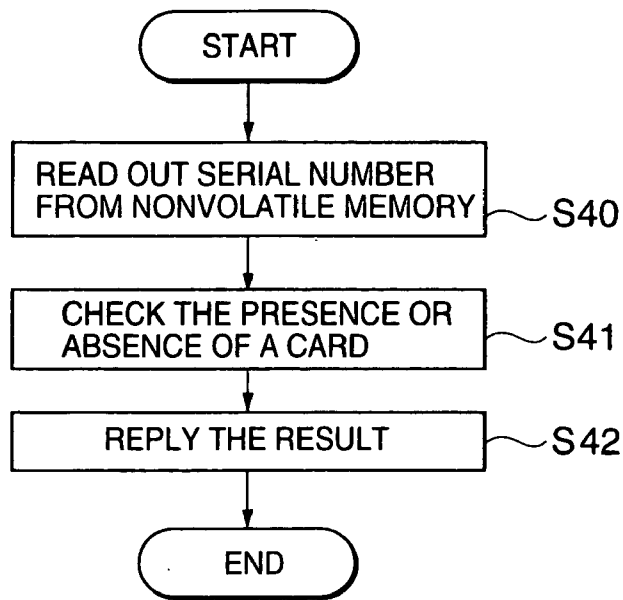 START
READ OUT SERIAL NUMBER
FROM NONVOLATILE MEMORY
S40
CHECK THE PRESENCE OR
ABSENCE OF A CARD
S41
REPLY THE RESULT
S42
END